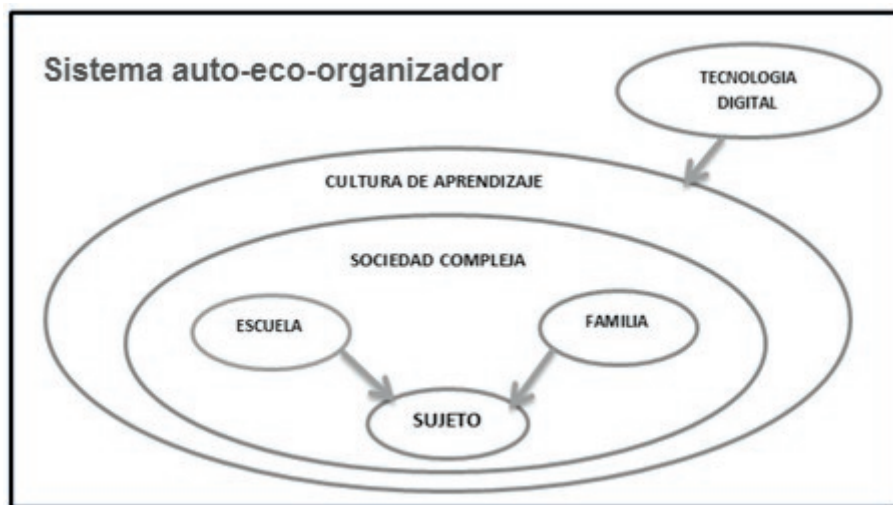 Sistema auto-eco-organizador
TECNOLOGIA
DIGITAL
CULTURA DE APRENDIZAJE
SOCIEDAD COMPLEJA
ESCUELA
FAMILIA
SUJETO